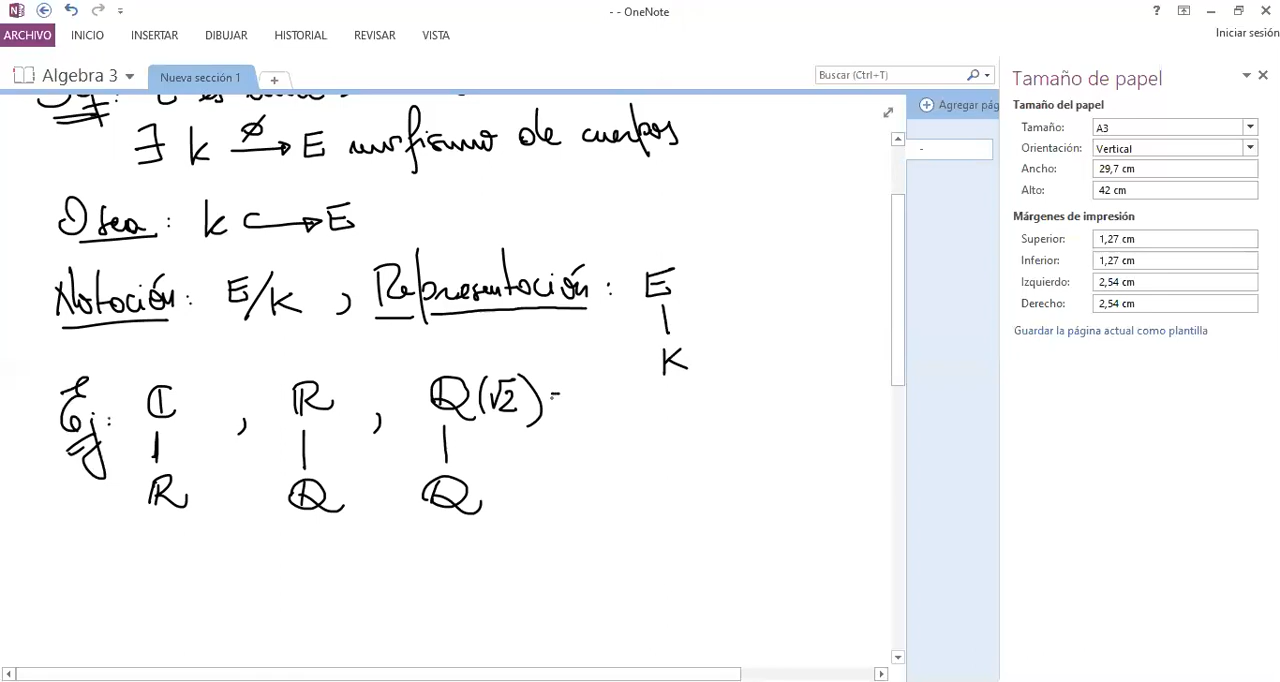 - - OneNote
Iniciar sesión
ARCHIVO INICIO INSERTAR DIBUJAR HISTORIAL REVISAR VISTA
Algebra 3 Nueva sección 1
Buscar (Ctrl+T)
Agregar pág
-
∃ K —ϕ→ E morfismo de cuerpos
O sea: K ↪ E
Notación: E/K, Representación: E | K
Ej: ℂ | ℝ , ℝ | ℚ , ℚ(√2) | ℚ =
Tamaño de papel
Tamaño del papel
Tamaño: A3
Orientación: Vertical
Ancho: 29,7 cm
Alto: 42 cm
Márgenes de impresión
Superior: 1,27 cm
Inferior: 1,27 cm
Izquierdo: 2,54 cm
Derecho: 2,54 cm
Guardar la página actual como plantilla